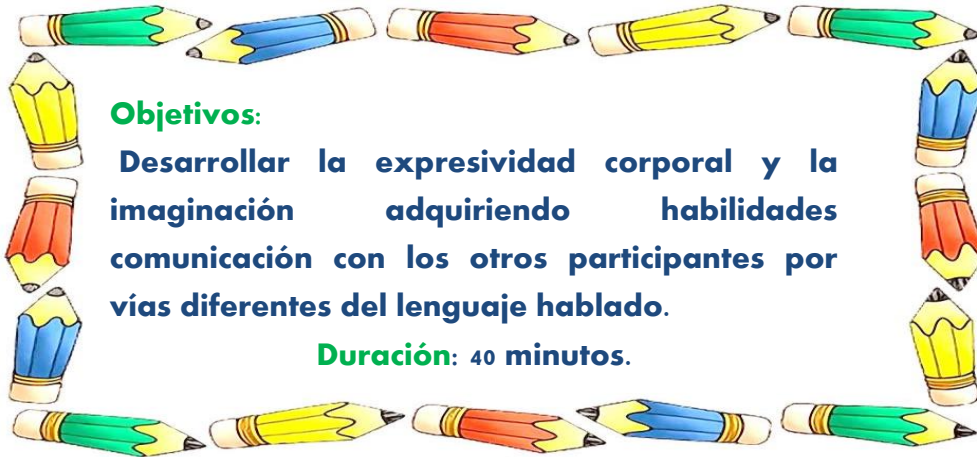 Objetivos:
Desarrollar la expresividad corporal y la
imaginación adquiriendo habilidades
comunicación con los otros participantes por
vías diferentes del lenguaje hablado.
Duración: 40 minutos.